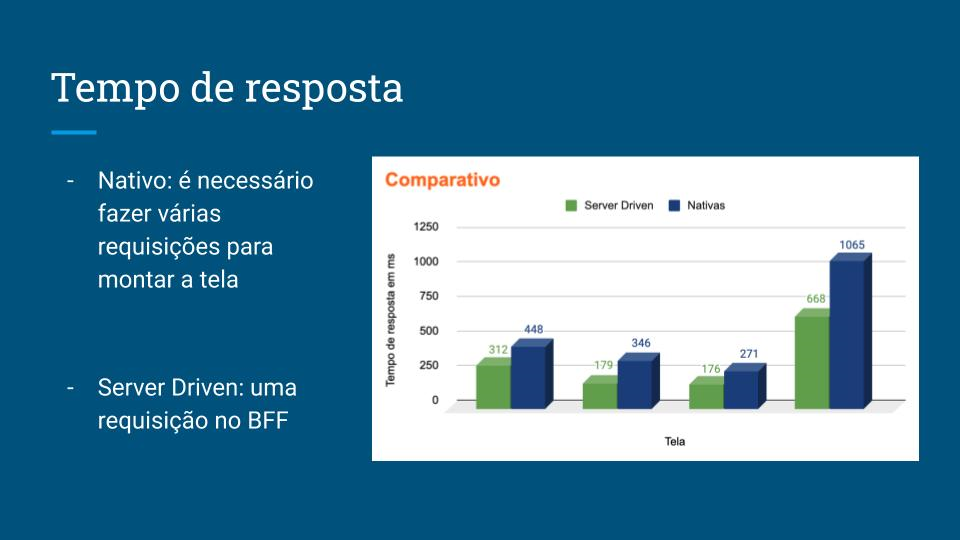 Tempo de resposta
- Nativo: é necessário
fazer várias
requisições para
montar a tela
- Server Driven: uma
requisição no BFF
Comparativo
Server Driven Nativas
Tempo de resposta em ms
1250
1000
750
500
250
0
312 448
179 346
176 271
668 1065
Tela